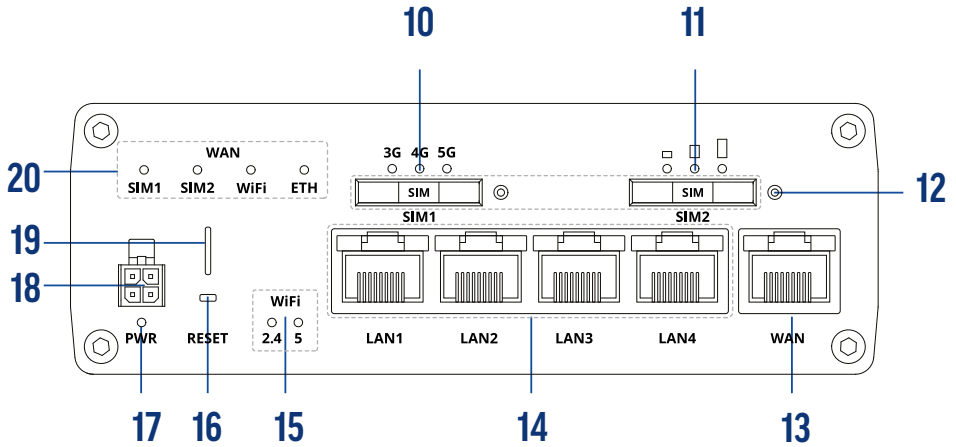 10
11
WAN
SIM1 SIM2 WiFi ETH
3G 4G 5G
SIM
SIM1
SIM
SIM2
12
20
19
18
PWR
RESET
WiFi
2.4 5
LAN1
LAN2
LAN3
LAN4
WAN
17
16
15
14
13